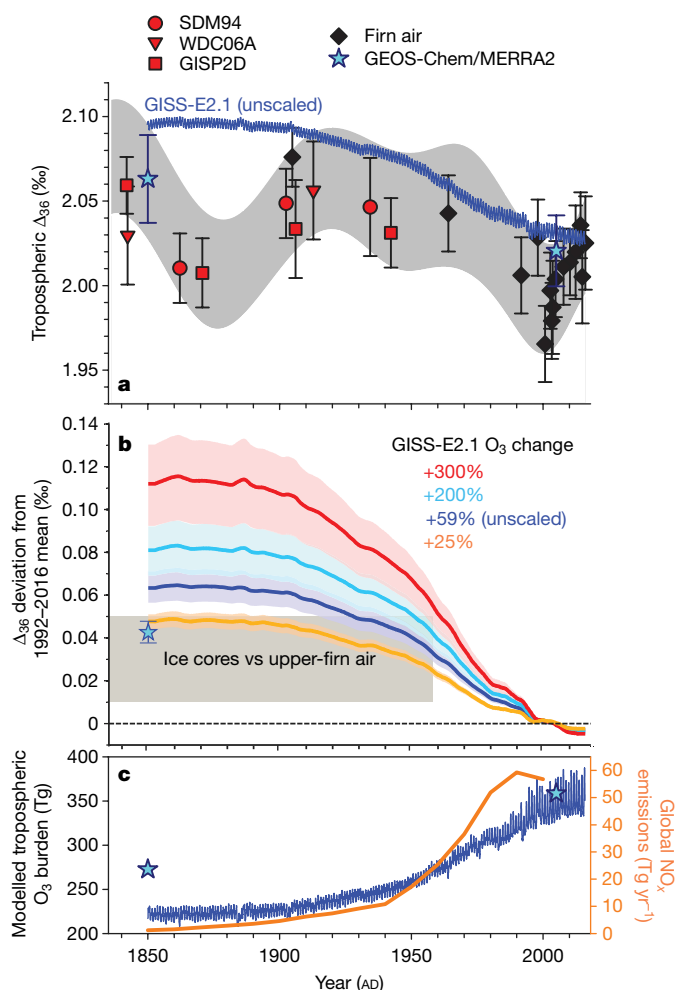 SDM94
WDC06A
GISP2D
Firn air
GEOS-Chem/MERRA2
GISS-E2.1 (unscaled)
Tropospheric Δ36 (‰)
2.10
2.05
2.00
1.95
a
b
GISS-E2.1 O3 change
+300%
+200%
+59% (unscaled)
+25%
Δ36 deviation from
1992–2016 mean (‰)
0.14
0.12
0.10
0.08
0.06
0.04
0.02
0
Ice cores vs upper-firn air
c
Modelled tropospheric
O3 burden (Tg)
400
350
300
250
200
60
50
40
30
20
10
0
Global NOx
emissions (Tg yr−1)
1850
1900
1950
2000
Year (AD)